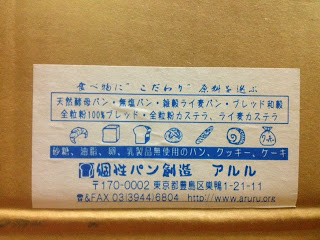 食べ物に"こだわり"原料を選ぶ
天然酵母パン・無塩パン・雑穀ライ麦パン・ブレッド和穀
全粒粉100%ブレッド・全粒粉カステラ、ライ麦カステラ
砂糖、油脂、卵、乳製品無使用のパン、クッキー、ケーキ
個性パン創造 アルル
〒170-0002 東京都豊島区巣鴨1-21-11
☎&FAX 03(3944)6804 http://www.aruru.org